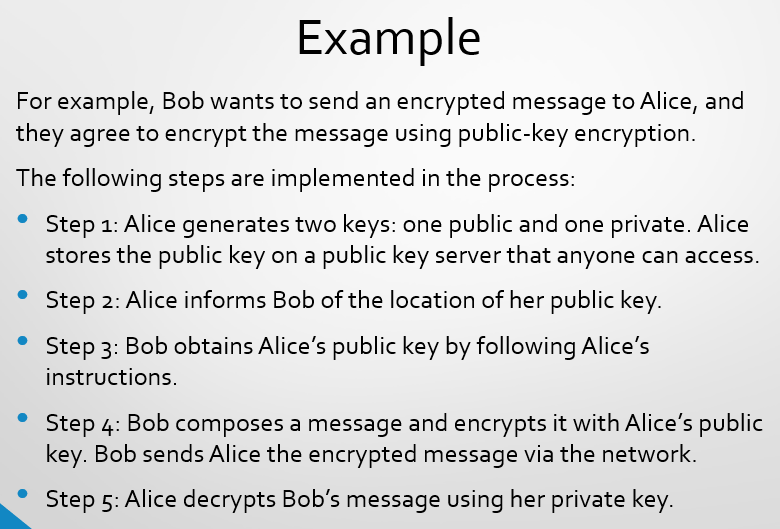 Example
For example, Bob wants to send an encrypted message to Alice, and
they agree to encrypt the message using public-key encryption.
The following steps are implemented in the process:
• Step 1: Alice generates two keys: one public and one private. Alice
stores the public key on a public key server that anyone can access.
• Step 2: Alice informs Bob of the location of her public key.
• Step 3: Bob obtains Alice’s public key by following Alice’s
instructions.
• Step 4: Bob composes a message and encrypts it with Alice’s public
key. Bob sends Alice the encrypted message via the network.
• Step 5: Alice decrypts Bob’s message using her private key.